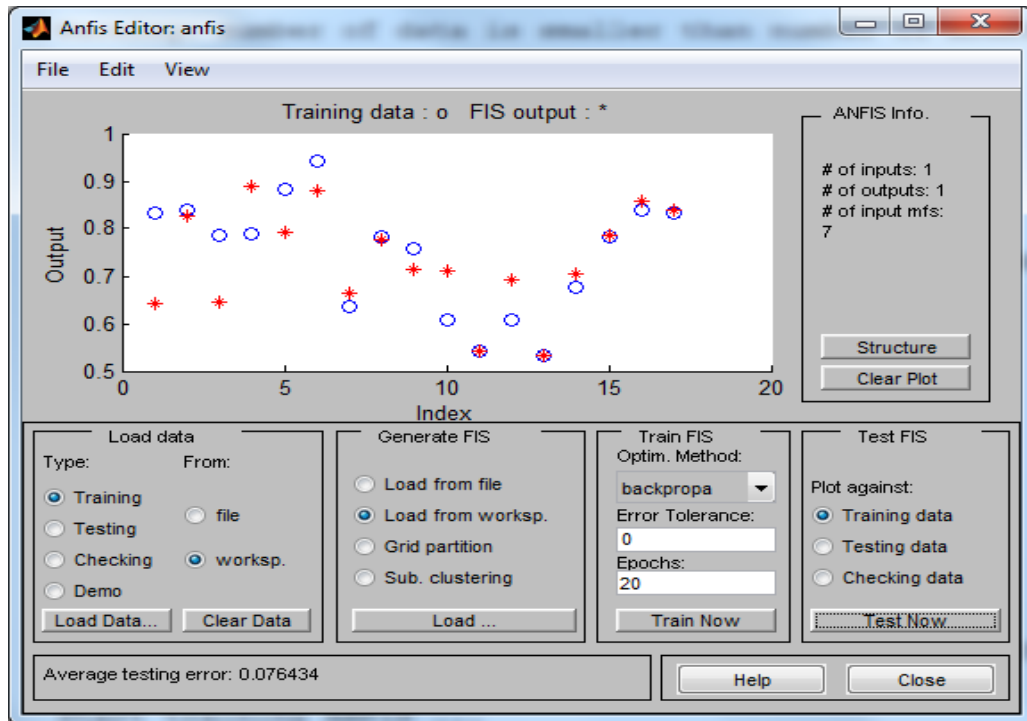 Anfis Editor: anfis
of data is smaller than
File Edit View
Training data : o FIS output : *
1
0.9
0.8
0.7
0.6
0.5
Output
0 5 10 15 20
Index
ANFIS Info.
# of inputs: 1
# of outputs: 1
# of input mfs:
7
Structure
Clear Plot
Load data
Type: From:
Training
Testing
Checking
Demo
file
worksp.
Load Data... Clear Data
Generate FIS
Load from file
Load from worksp.
Grid partition
Sub. clustering
Load ...
Train FIS
Optim. Method:
backpropa
Error Tolerance:
0
Epochs:
20
Train Now
Test FIS
Plot against:
Training data
Testing data
Checking data
Test Now
Average testing error: 0.076434
Help Close